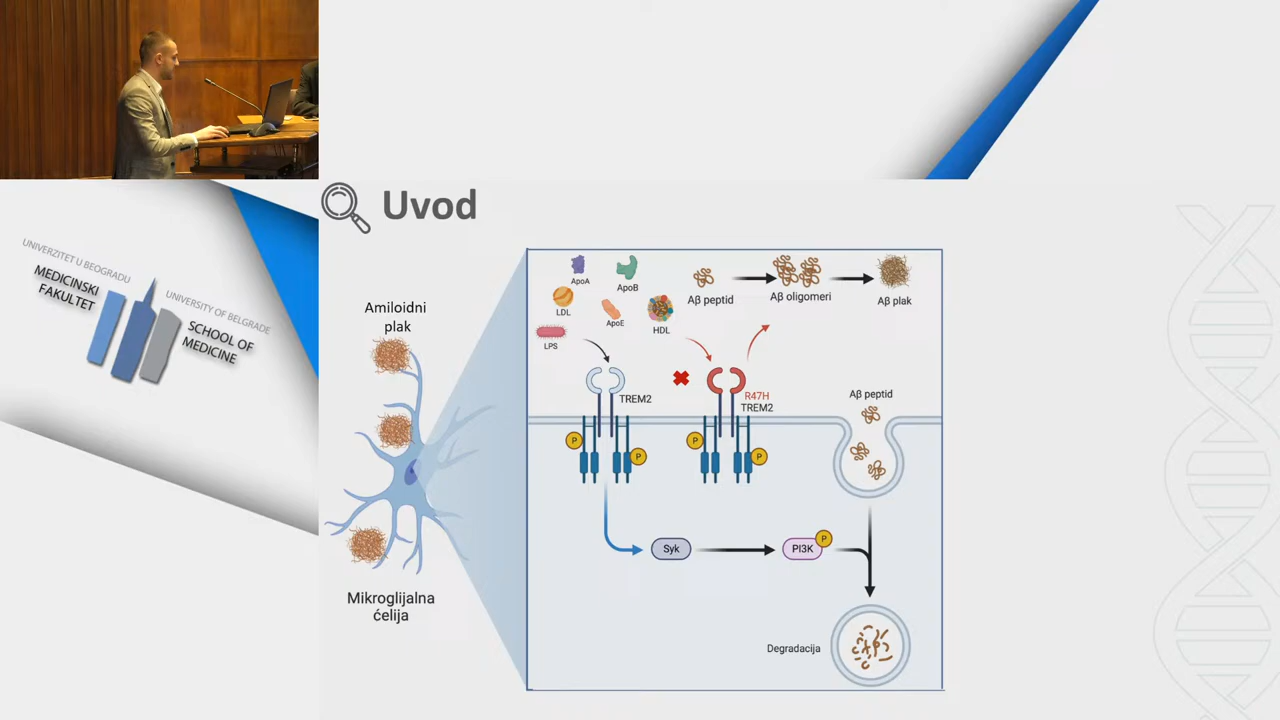 Uvod
UNIVERZITET U BEOGRADU
MEDICINSKI
FAKULTET
UNIVERSITY OF BELGRADE
SCHOOL OF
MEDICINE
Amiloidni
plak
Mikroglijalna
ćelija
ApoA
ApoB
LDL
ApoE
HDL
LPS
Aβ peptid
Aβ oligomeri
Aβ plak
TREM2
R47H
TREM2
Aβ peptid
P
P
P
P
Syk
PI3K
P
Degradacija